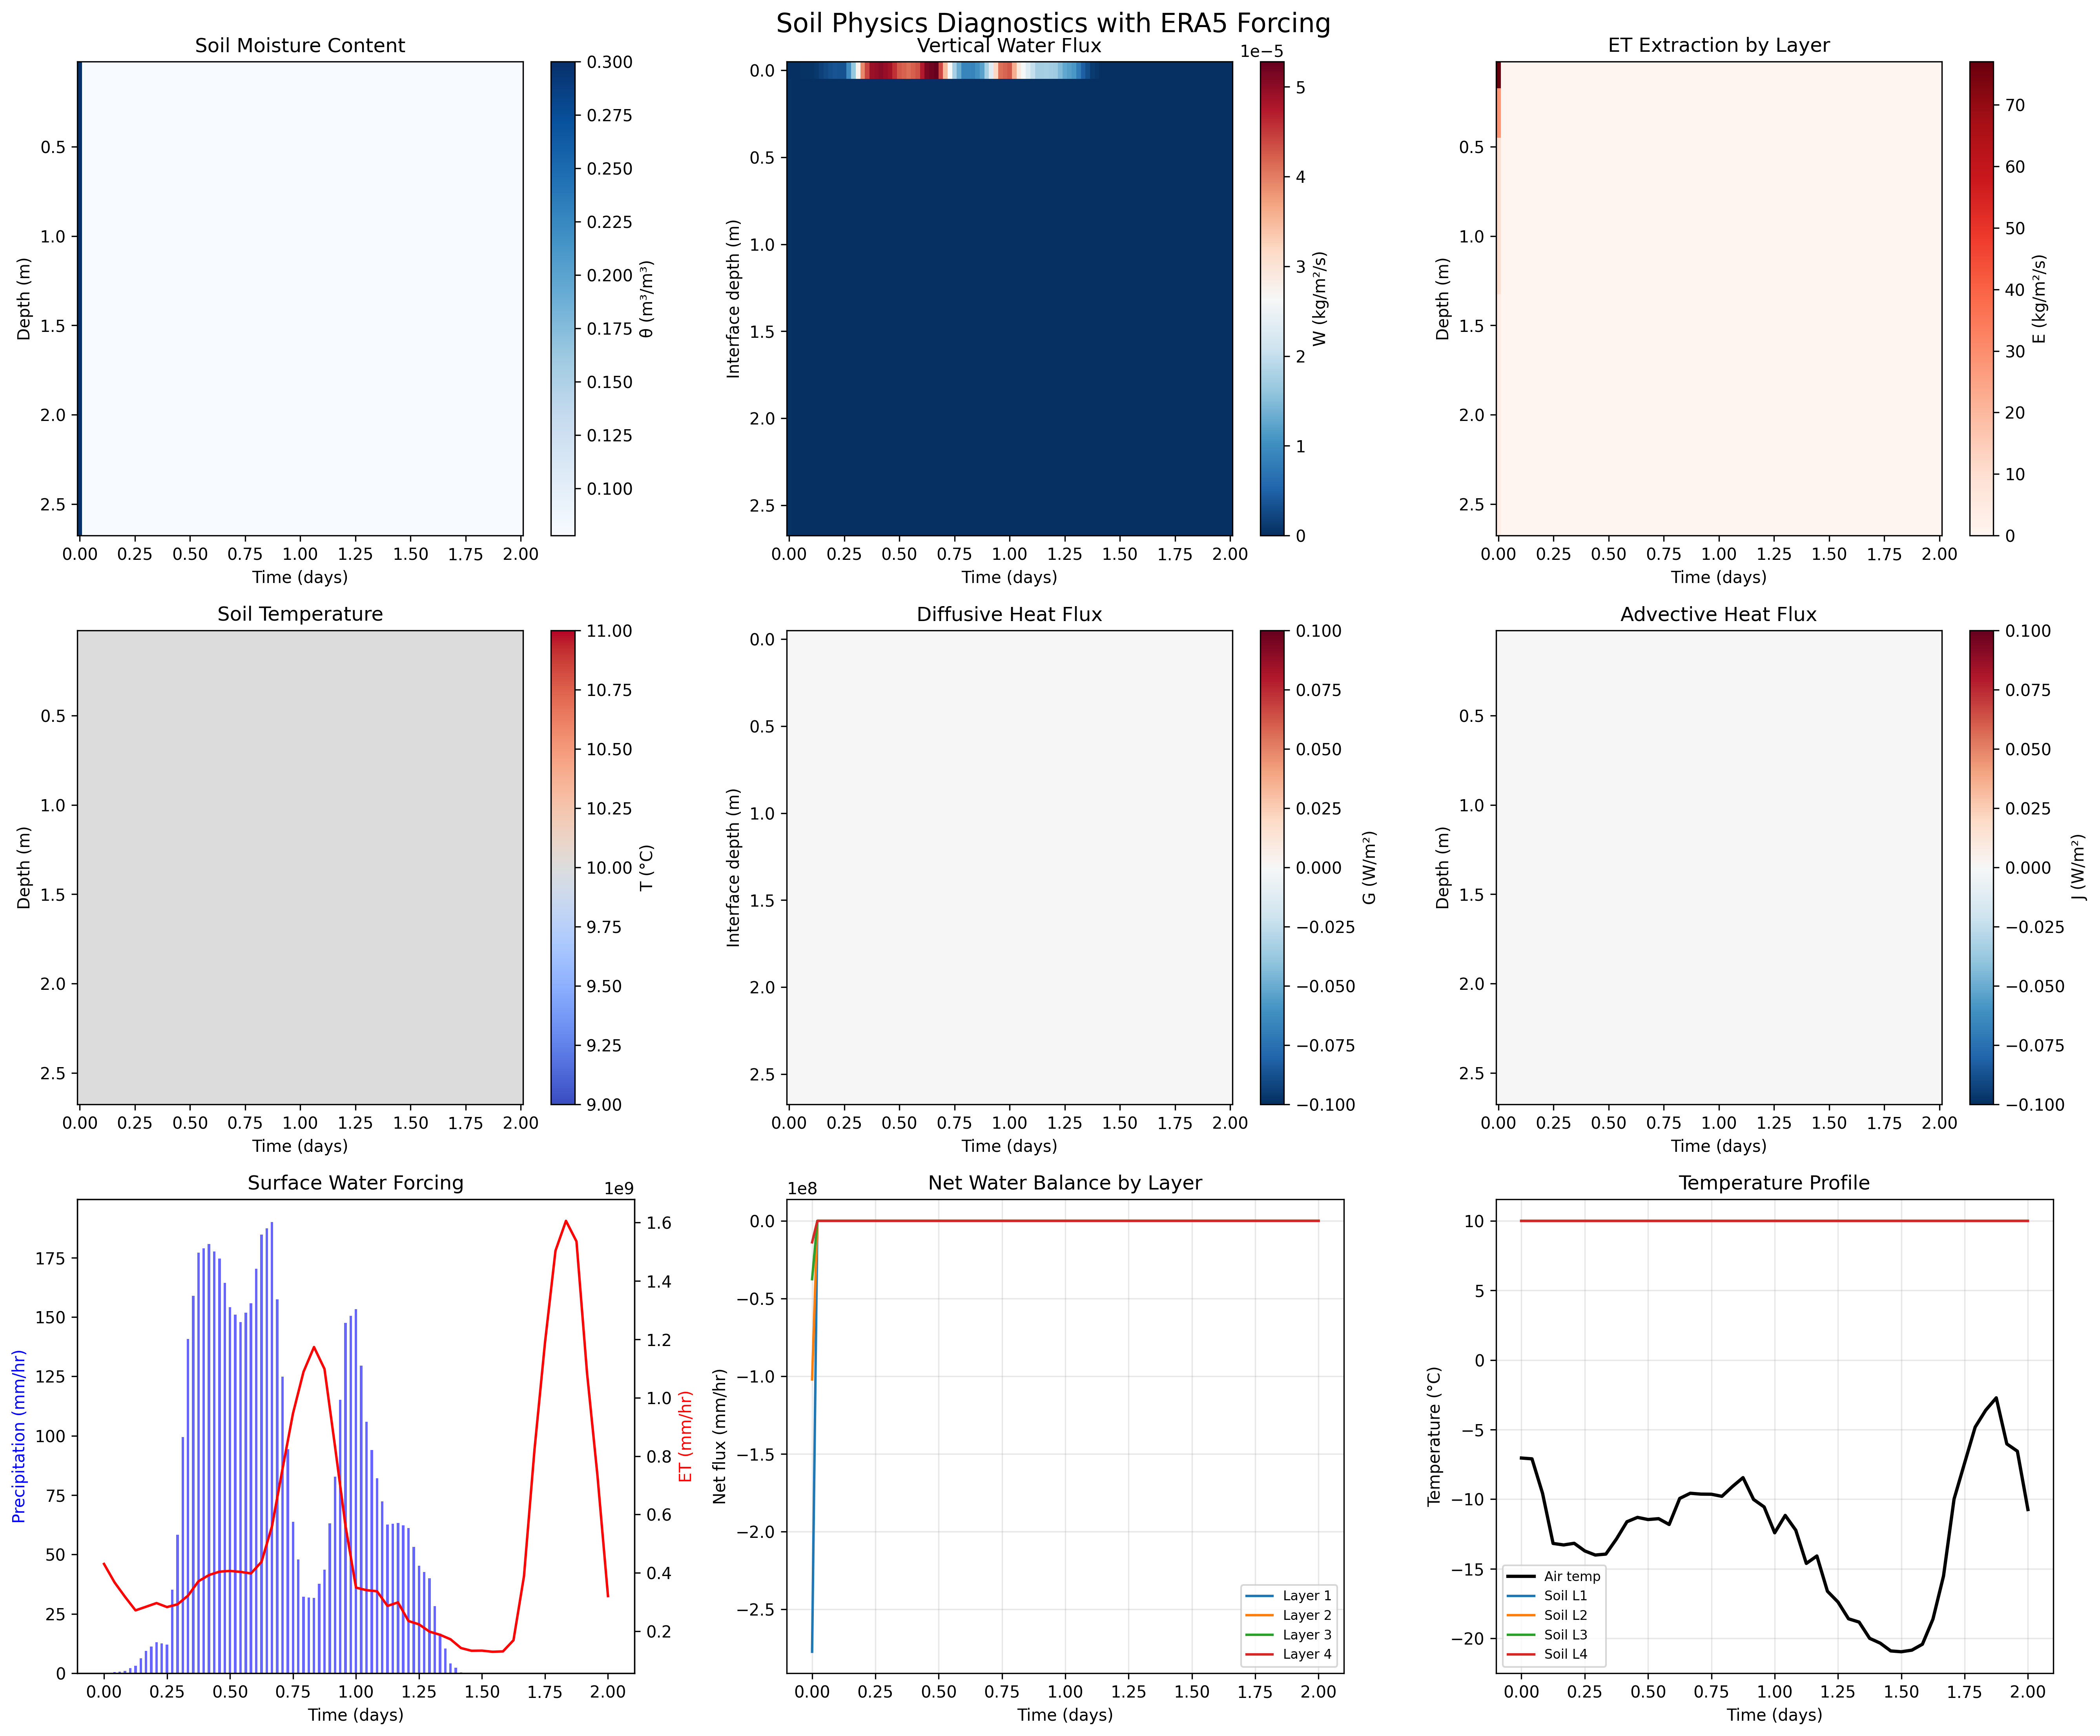 Soil Physics Diagnostics with ERA5 Forcing
Soil Moisture Content
Depth (m)
0.5
1.0
1.5
2.0
2.5
0.00 0.25 0.50 0.75 1.00 1.25 1.50 1.75 2.00
Time (days)
0.300
0.275
0.250
0.225
0.200
0.175
0.150
0.125
0.100
θ (m³/m³)
Vertical Water Flux
1e−5
Interface depth (m)
0.0
0.5
1.0
1.5
2.0
2.5
0.00 0.25 0.50 0.75 1.00 1.25 1.50 1.75 2.00
Time (days)
5
4
3
2
1
0
W (kg/m²/s)
ET Extraction by Layer
Depth (m)
0.5
1.0
1.5
2.0
2.5
0.00 0.25 0.50 0.75 1.00 1.25 1.50 1.75 2.00
Time (days)
70
60
50
40
30
20
10
0
E (kg/m²/s)
Soil Temperature
Depth (m)
0.5
1.0
1.5
2.0
2.5
0.00 0.25 0.50 0.75 1.00 1.25 1.50 1.75 2.00
Time (days)
11.00
10.75
10.50
10.25
10.00
9.75
9.50
9.25
9.00
T (°C)
Diffusive Heat Flux
Interface depth (m)
0.0
0.5
1.0
1.5
2.0
2.5
0.00 0.25 0.50 0.75 1.00 1.25 1.50 1.75 2.00
Time (days)
0.100
0.075
0.050
0.025
0.000
−0.025
−0.050
−0.075
−0.100
G (W/m²)
Advective Heat Flux
Depth (m)
0.5
1.0
1.5
2.0
2.5
0.00 0.25 0.50 0.75 1.00 1.25 1.50 1.75 2.00
Time (days)
0.100
0.075
0.050
0.025
0.000
−0.025
−0.050
−0.075
−0.100
J (W/m²)
Surface Water Forcing
1e9
Precipitation (mm/hr)
175
150
125
100
75
50
25
0
0.00 0.25 0.50 0.75 1.00 1.25 1.50 1.75 2.00
Time (days)
1.6
1.4
1.2
1.0
0.8
0.6
0.4
0.2
ET (mm/hr)
Net Water Balance by Layer
1e8
Net flux (mm/hr)
0.0
−0.5
−1.0
−1.5
−2.0
−2.5
0.00 0.25 0.50 0.75 1.00 1.25 1.50 1.75 2.00
Time (days)
Layer 1
Layer 2
Layer 3
Layer 4
Temperature Profile
Temperature (°C)
10
5
0
−5
−10
−15
−20
0.00 0.25 0.50 0.75 1.00 1.25 1.50 1.75 2.00
Time (days)
Air temp
Soil L1
Soil L2
Soil L3
Soil L4